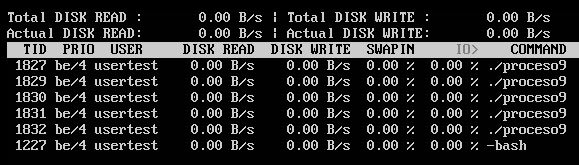 Total DISK READ : 0.00 B/s | Total DISK WRITE : 0.00 B/s
Actual DISK READ: 0.00 B/s | Actual DISK WRITE: 0.00 B/s
TID PRIO USER DISK READ DISK WRITE SWAPIN IO> COMMAND
1827 be/4 usertest 0.00 B/s 0.00 B/s 0.00 % 0.00 % ./proceso9
1829 be/4 usertest 0.00 B/s 0.00 B/s 0.00 % 0.00 % ./proceso9
1830 be/4 usertest 0.00 B/s 0.00 B/s 0.00 % 0.00 % ./proceso9
1831 be/4 usertest 0.00 B/s 0.00 B/s 0.00 % 0.00 % ./proceso9
1832 be/4 usertest 0.00 B/s 0.00 B/s 0.00 % 0.00 % ./proceso9
1227 be/4 usertest 0.00 B/s 0.00 B/s 0.00 % 0.00 % -bash